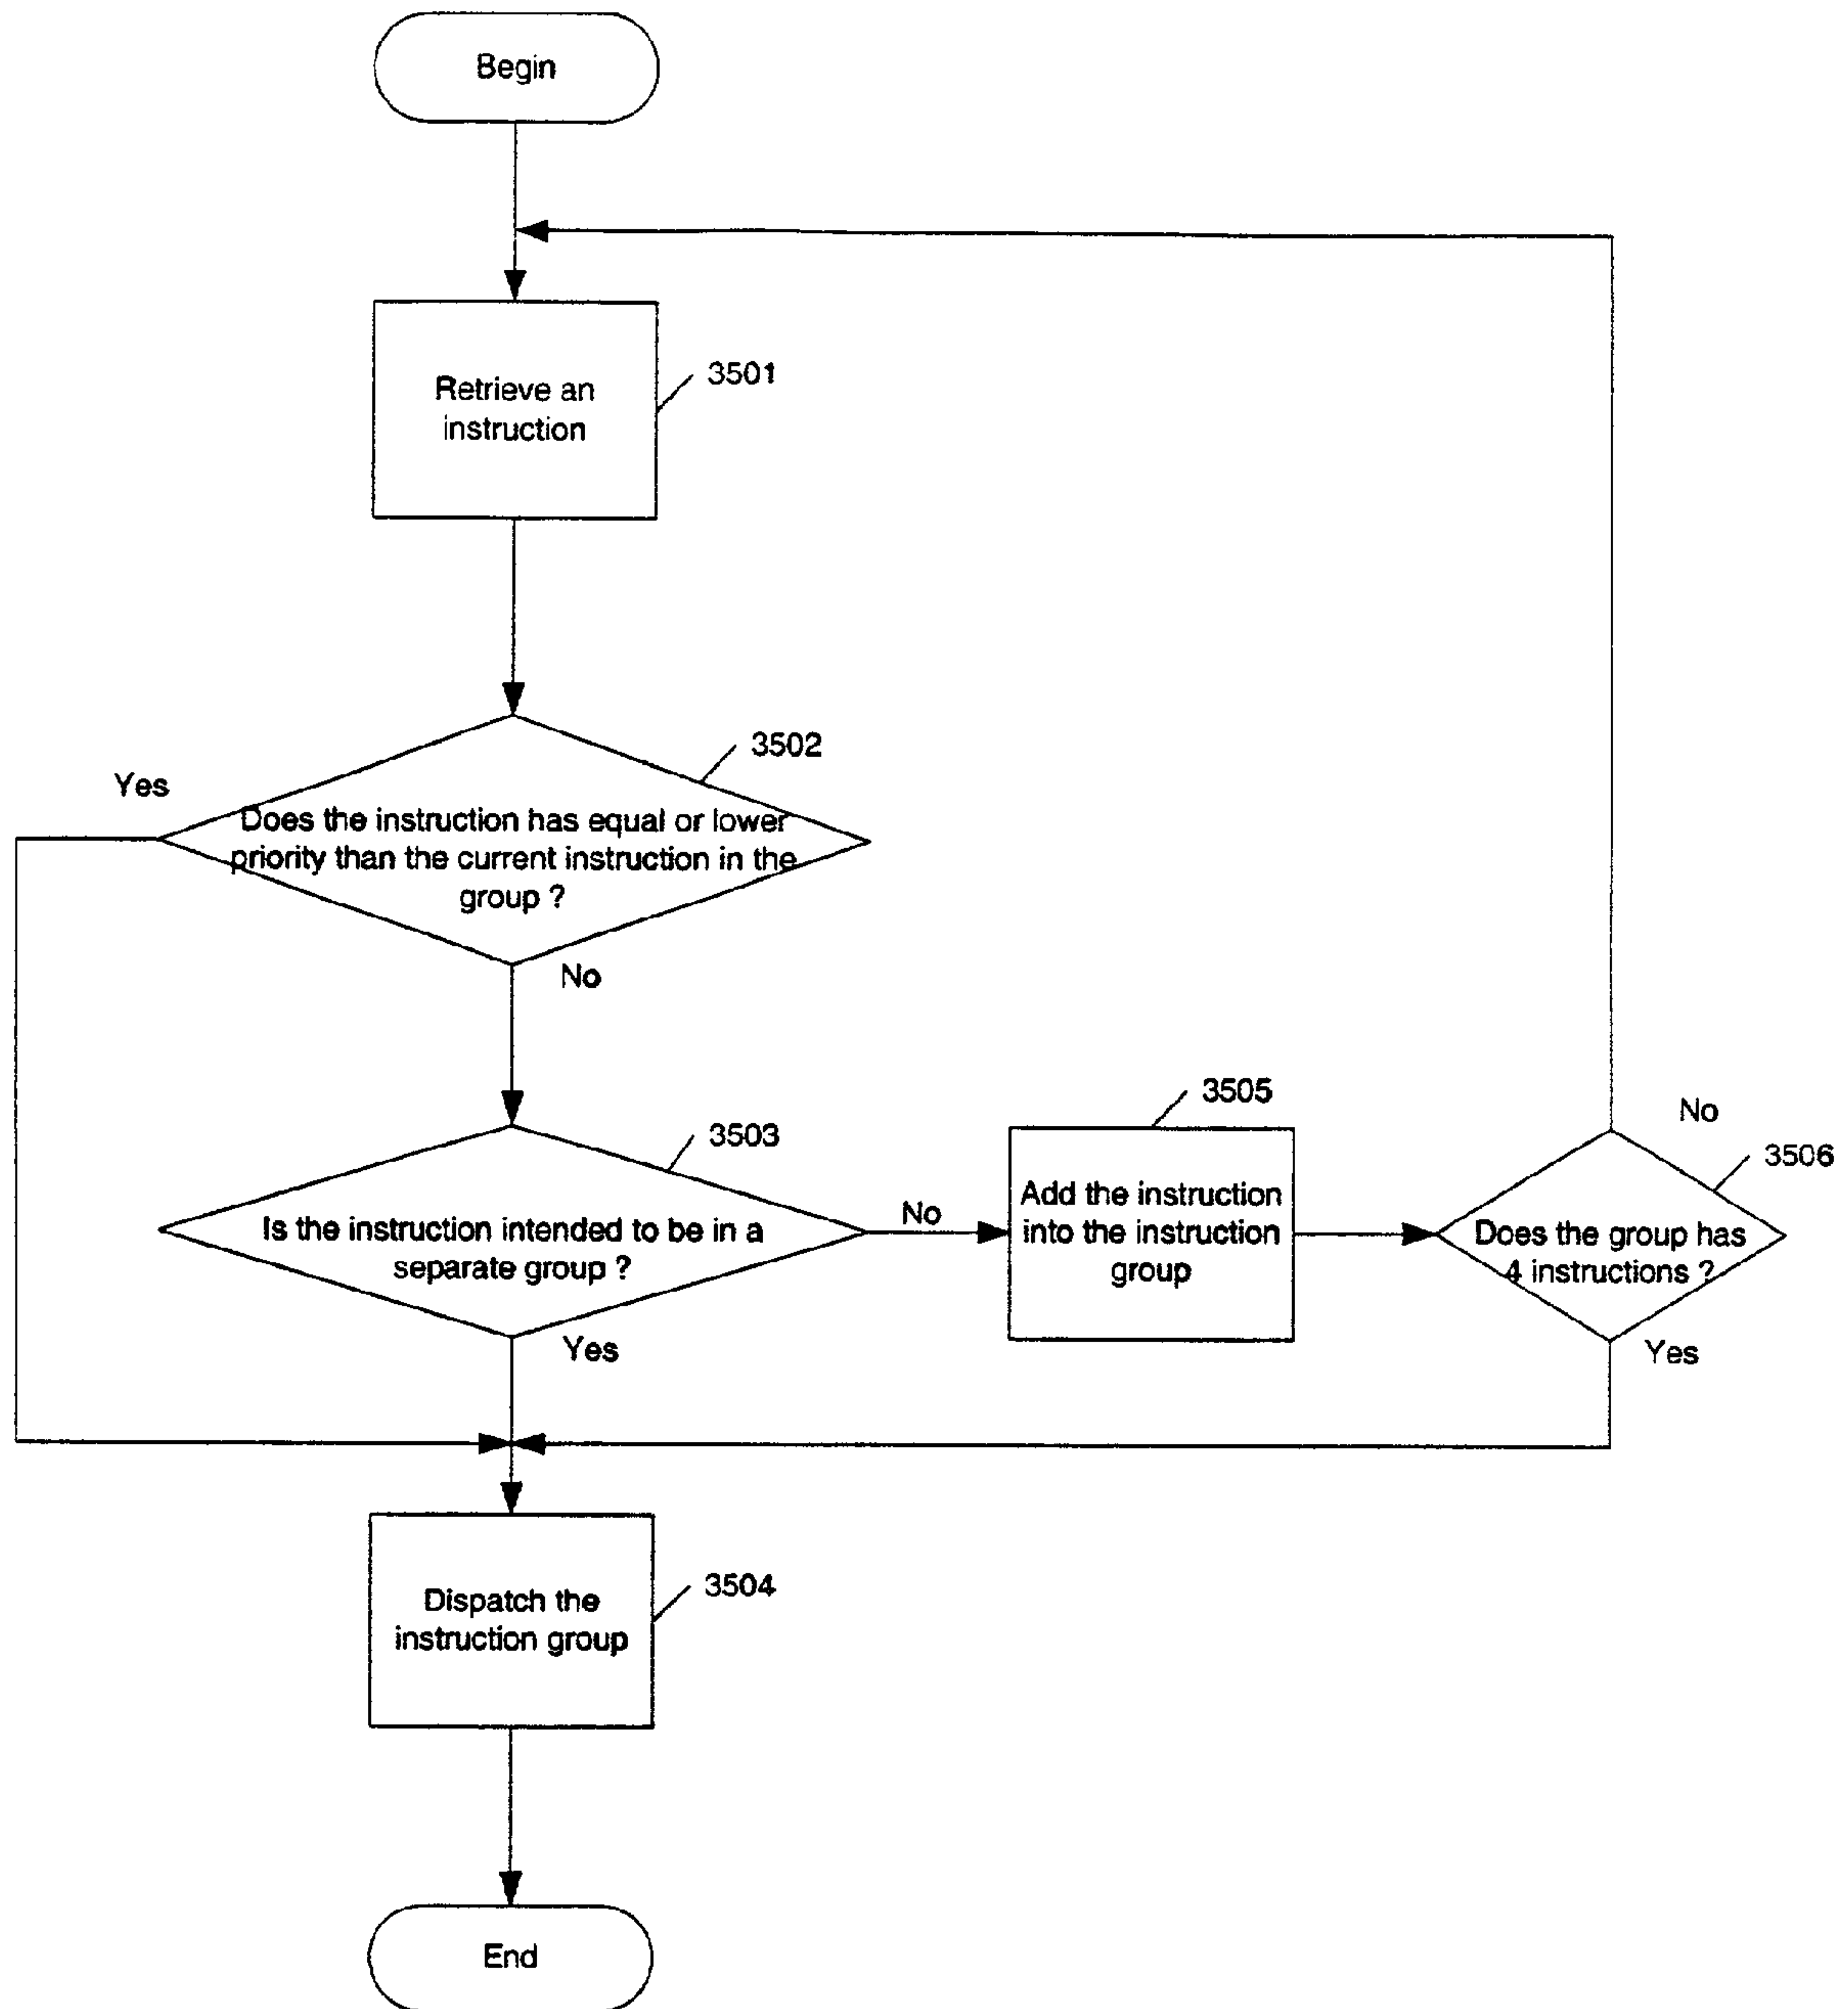 Begin
Retrieve an
instruction
3501
3502
Yes
Does the instruction has equal or lower
priority than the current instruction in the
group ?
No
3503
Is the instruction intended to be in a
separate group ?
No
Yes
3505
Add the instruction
into the instruction
group
No
3506
Does the group has
4 instructions ?
Yes
Dispatch the
instruction group
3504
End